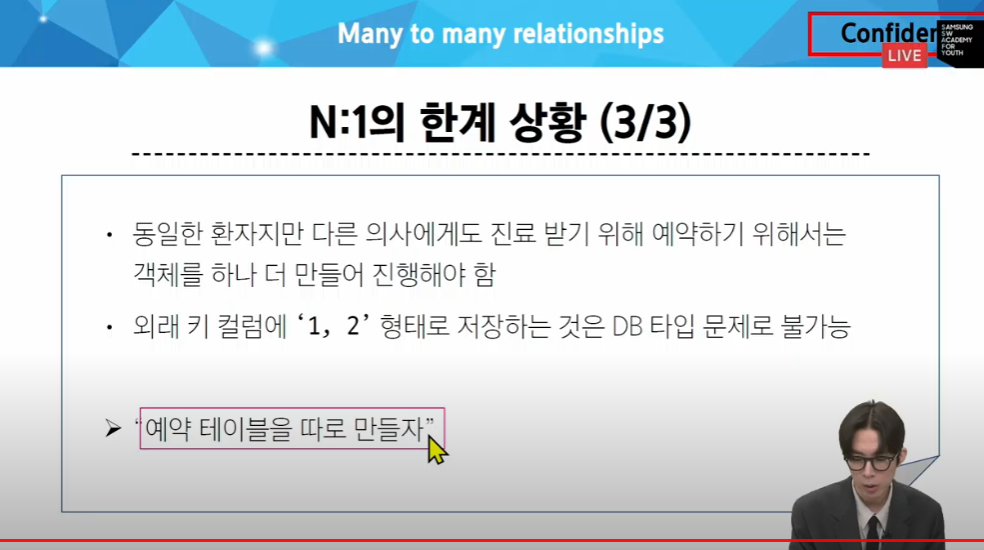 Many to many relationships
Confiden
LIVE
SAMSUNG
SW
ACADEMY
FOR
YOUTH
N:1의 한계 상황 (3/3)
• 동일한 환자지만 다른 의사에게도 진료 받기 위해 예약하기 위해서는
객체를 하나 더 만들어 진행해야 함
• 외래 키 컬럼에 ‘1, 2’ 형태로 저장하는 것은 DB 타입 문제로 불가능
➢ “예약 테이블을 따로 만들자”